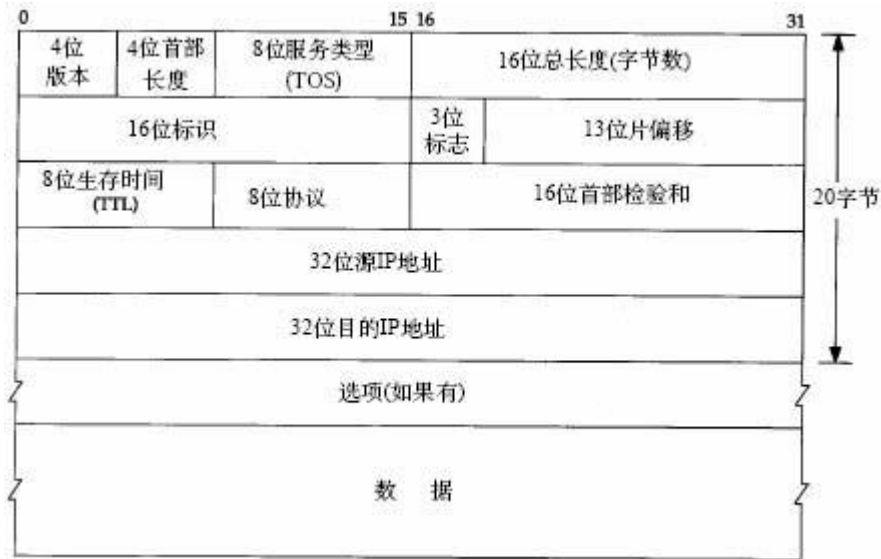 0 15 16 31
4位
版本
4位首部
长度
8位服务类型
(TOS)
16位总长度(字节数)
16位标识
3位
标志
13位片偏移
8位生存时间
(TTL)
8位协议
16位首部检验和
20字节
32位源IP地址
32位目的IP地址
选项(如果有)
数 据